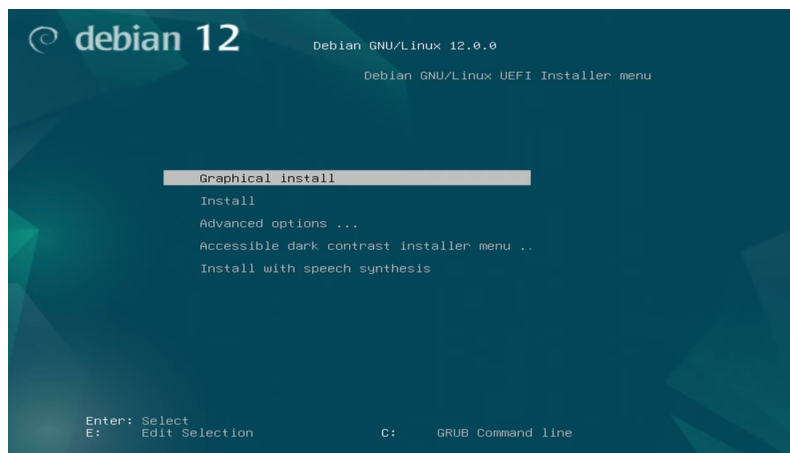 debian 12
Debian GNU/Linux 12.0.0
Debian GNU/Linux UEFI Installer menu
Graphical install
Install
Advanced options ...
Accessible dark contrast installer menu ..
Install with speech synthesis
Enter: Select
E: Edit Selection C: GRUB Command line